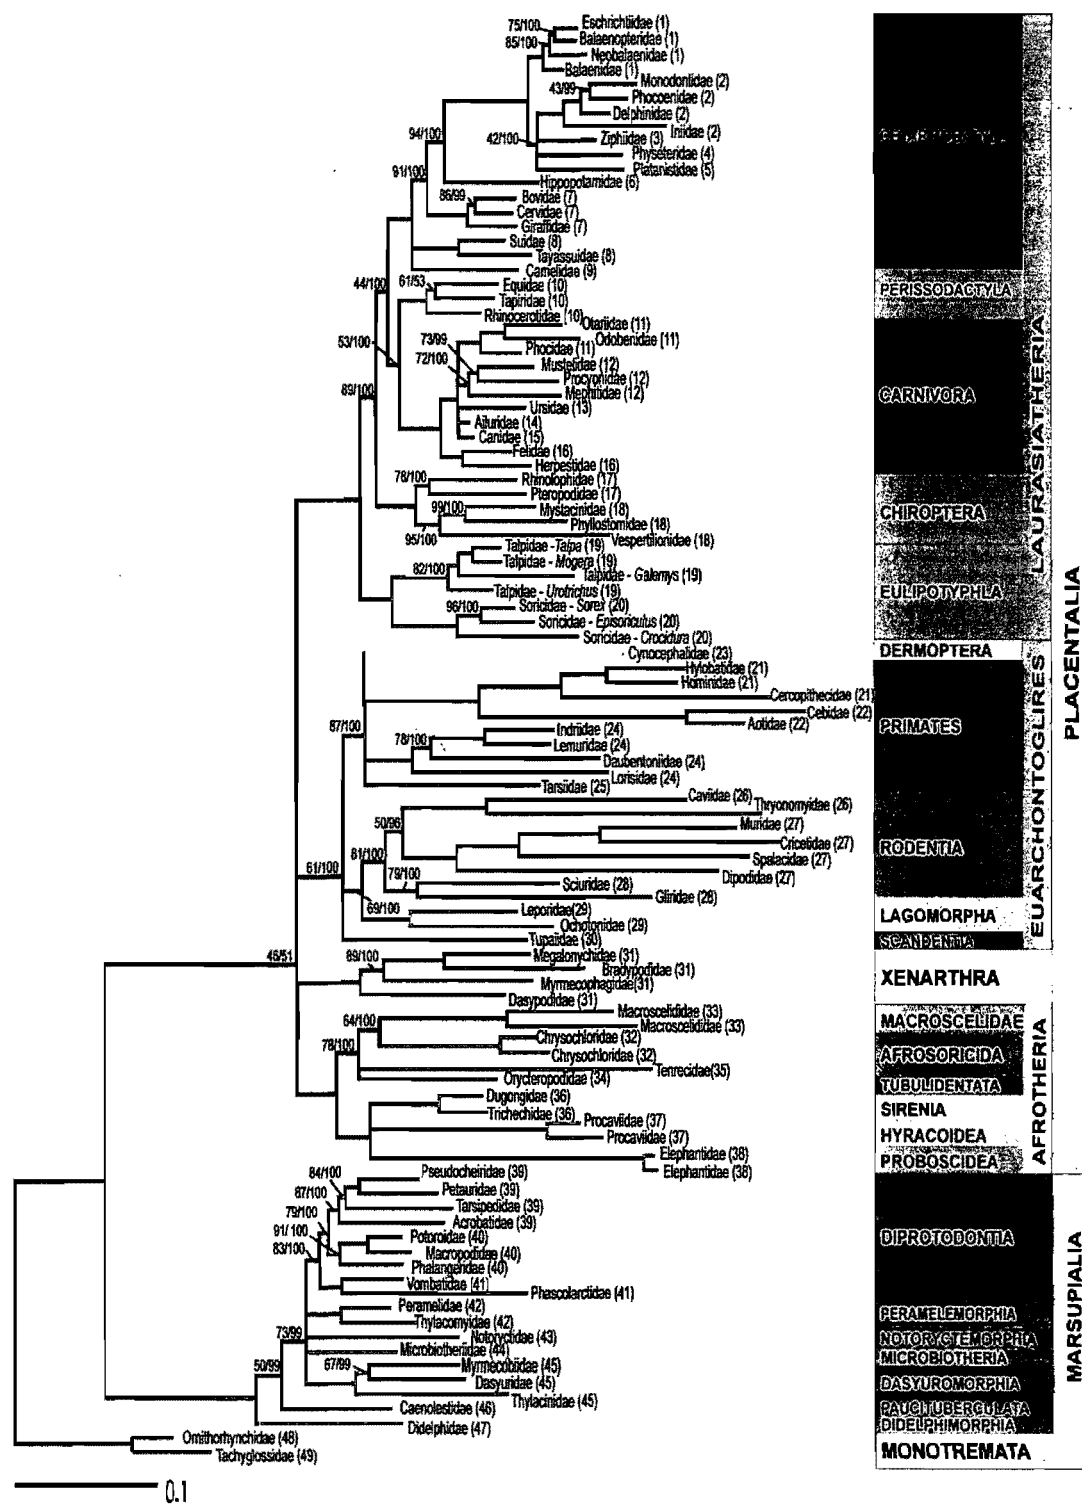 75/100
Eschrichtiidae (1)
Balaenopteridae (1)
85/100
Neobalaenidae (1)
Balaenidae (1)
Monodontidae (2)
43/99
Phocoenidae (2)
Delphinidae (2)
Iniidae (2)
94/100
42/100
Ziphiidae (3)
Physeteridae (4)
Platanistidae (5)
91/100
Hippopotamidae (6)
86/99
Bovidae (7)
Cervidae (7)
Giraffidae (7)
Suidae (8)
Tayassuidae (8)
Camelidae (9)
44/100
61/53
Equidae (10)
PERISSODACTYLA
Tapiridae (10)
Rhinocerotidae (10)
Otariidae (11)
Odobenidae (11)
53/100
73/99
Phocidae (11)
72/100
Mustelidae (12)
Procyonidae (12)
89/100
Mephitidae (12)
CARNIVORA
Ursidae (13)
Ailuridae (14)
Canidae (15)
Felidae (16)
Herpestidae (16)
78/100
Rhinolophidae (17)
Pteropodidae (17)
99/100
Mystacinidae (18)
CHIROPTERA
Phyllostomidae (18)
95/100
Vespertilionidae (18)
LAURASIATHERIA
Talpidae - Talpa (19)
Talpidae - Mogera (19)
82/100
Talpidae - Galemys (19)
Talpidae - Urotrichus (19)
EULIPOTYPHLA
96/100
Soricidae - Sorex (20)
Soricidae - Episoriculus (20)
Soricidae - Crocidura (20)
PLACENTALIA
Cynocephalidae (23)
DERMOPTERA
Hylobatidae (21)
Hominidae (21)
Cercopithecidae (21)
Cebidae (22)
Aotidae (22)
87/100
Indriidae (24)
PRIMATES
78/100
Lemuridae (24)
Daubentoniidae (24)
Lorisidae (24)
Tarsiidae (25)
Caviidae (26)
Thryonomyidae (26)
50/96
Muridae (27)
Cricetidae (27)
RODENTIA
81/100
Spalacidae (27)
61/100
79/100
Dipodidae (27)
Sciuridae (28)
Gliridae (28)
EUARCHONTOGLIRES
69/100
Leporidae(29)
LAGOMORPHA
Ochotonidae (29)
Tupaiidae (30)
SCANDENTIA
46/51
89/100
Megalonychidae (31)
Bradypodidae (31)
XENARTHRA
Myrmecophagidae(31)
Dasypodidae (31)
64/100
Macroscelididae (33)
Macroscelididae (33)
MACROSCELIDAE
78/100
Chrysochloridae (32)
Chrysochloridae (32)
AFROSORICIDA
Tenrecidae(35)
Orycteropodidae (34)
TUBULIDENTATA
Dugongidae (36)
Trichechidae (36)
SIRENIA
Procaviidae (37)
Procaviidae (37)
HYRACOIDEA
AFROTHERIA
Elephantidae (38)
Elephantidae (38)
PROBOSCIDEA
84/100
Pseudocheiridae (39)
87/100
Petauridae (39)
Tarsipedidae (39)
79/100
Acrobatidae (39)
91/ 100
Potoroidae (40)
DIPROTODONTIA
83/100
Macropodidae (40)
Phalangeridae (40)
Vombatidae (41)
Phascolarctidae (41)
Peramelidae (42)
PERAMELEMORPHIA
Thylacomyidae (42)
73/99
Notoryctidae (43)
NOTORYCTEMORPHIA
Microbiotheriidae (44)
MICROBIOTHERIA
50/99
67/99
Myrmecobiidae (45)
Dasyuridae (45)
DASYUROMORPHIA
Thylacinidae (45)
Caenolestidae (46)
PAUCITUBERCULATA
Didelphidae (47)
DIDELPHIMORPHIA
MARSUPIALIA
Ornithorhynchidae (48)
Tachyglossidae (49)
MONOTREMATA
0.1